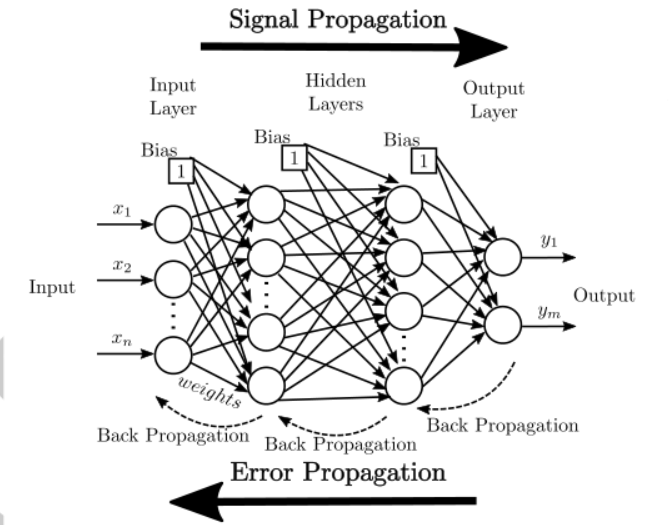 Signal Propagation
Input
Layer
Hidden
Layers
Output
Layer
Bias
1
Bias
1
Bias
1
x1
x2
xn
Input
y1
ym
Output
weights
Back Propagation
Back Propagation
Back Propagation
Error Propagation